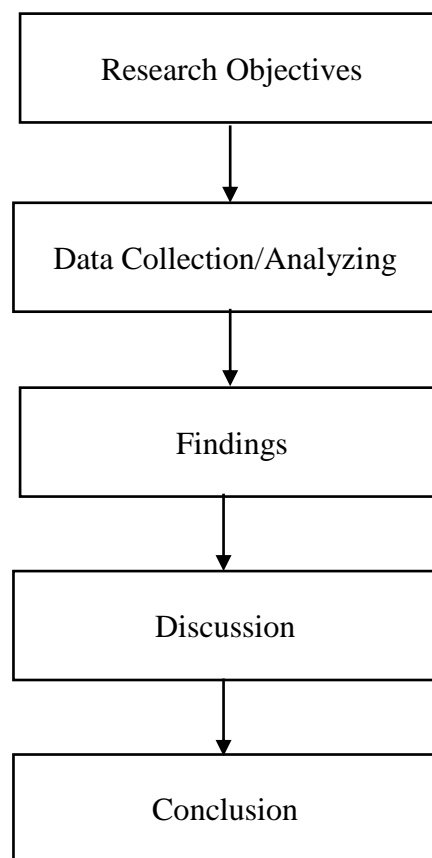 Research Objectives
Data Collection/Analyzing
Findings
Discussion
Conclusion